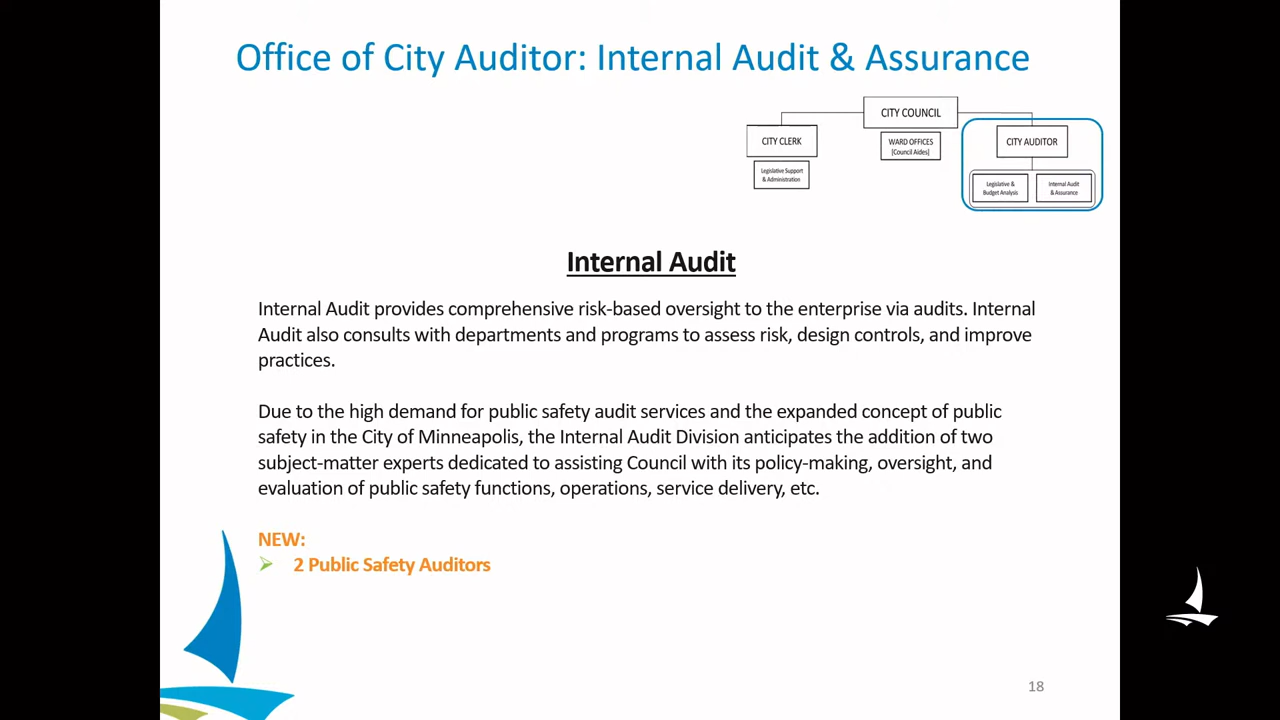 Office of City Auditor: Internal Audit & Assurance
CITY COUNCIL
CITY CLERK
WARD OFFICES
[Council Aides]
CITY AUDITOR
Legislative Support
& Administration
Legislative &
Budget Analysis
Internal Audit
& Assurance
Internal Audit
Internal Audit provides comprehensive risk-based oversight to the enterprise via audits. Internal
Audit also consults with departments and programs to assess risk, design controls, and improve
practices.
Due to the high demand for public safety audit services and the expanded concept of public
safety in the City of Minneapolis, the Internal Audit Division anticipates the addition of two
subject-matter experts dedicated to assisting Council with its policy-making, oversight, and
evaluation of public safety functions, operations, service delivery, etc.
NEW:
2 Public Safety Auditors
18